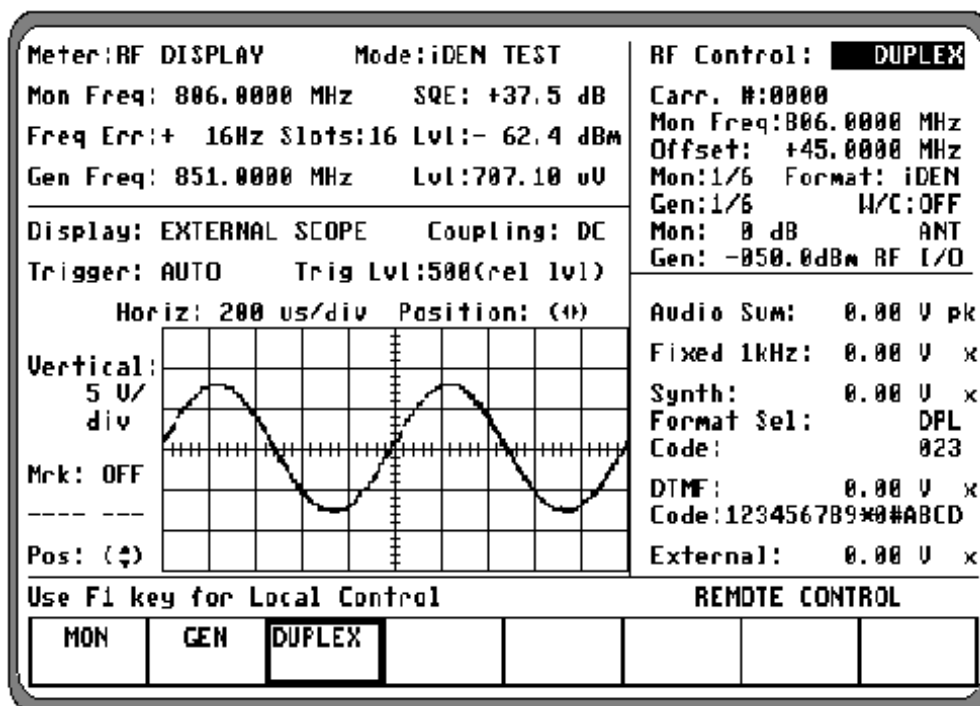 Meter:RF DISPLAY Mode:iDEN TEST
Mon Freq: 806.0000 MHz SQE: +37.5 dB
Freq Err:+ 16Hz Slots:16 Lvl:- 62.4 dBm
Gen Freq: 851.0000 MHz Lvl:707.10 uV
Display: EXTERNAL SCOPE Coupling: DC
Trigger: AUTO Trig Lvl:500(rel lvl)
Horiz: 200 us/div Position: (↔)
Vertical:
5 V/
div
Mrk: OFF
---- ---
Pos: (↕)
RF Control: DUPLEX
Carr. #:0000
Mon Freq:806.0000 MHz
Offset: +45.0000 MHz
Mon:1/6 Format: iDEN
Gen:1/6 W/C:OFF
Mon: 0 dB ANT
Gen: -050.0dBm RF I/O
Audio Sum: 0.00 V pk
Fixed 1kHz: 0.00 V x
Synth: 0.00 V x
Format Sel: DPL
Code: 023
DTMF: 0.00 V x
Code:123456789*0#ABCD
External: 0.00 V x
Use F1 key for Local Control REMOTE CONTROL
MON GEN DUPLEX